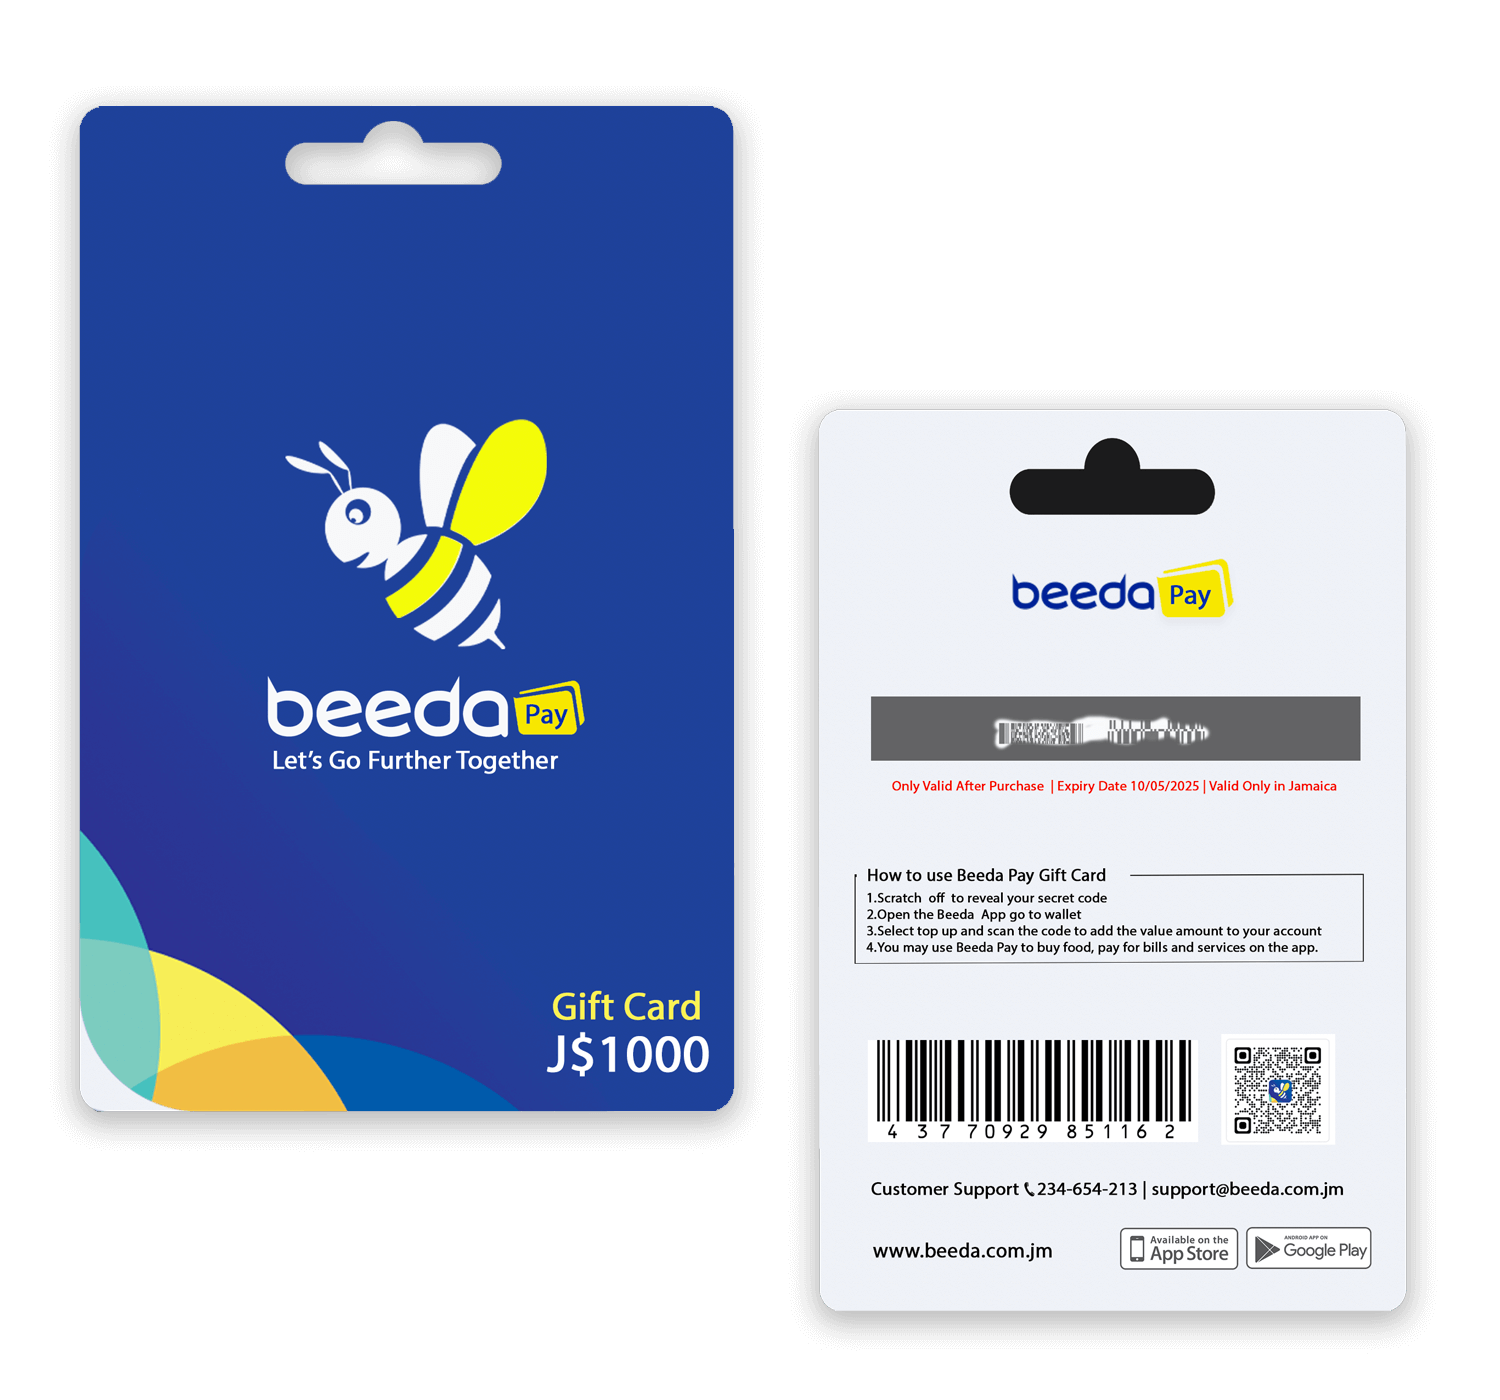 beeda Pay
Let's Go Further Together
Gift Card
J$1000
beeda Pay
Only Valid After Purchase | Expiry Date 10/05/2025 | Valid Only in Jamaica
How to use Beeda Pay Gift Card
1.Scratch off to reveal your secret code
2.Open the Beeda App go to wallet
3.Select top up and scan the code to add the value amount to your account
4.You may use Beeda Pay to buy food, pay for bills and services on the app.
4 37 70929 85116 2
Customer Support 234-654-213 | support@beeda.com.jm
www.beeda.com.jm
Available on the
App Store
ANDROID APP ON
Google Play